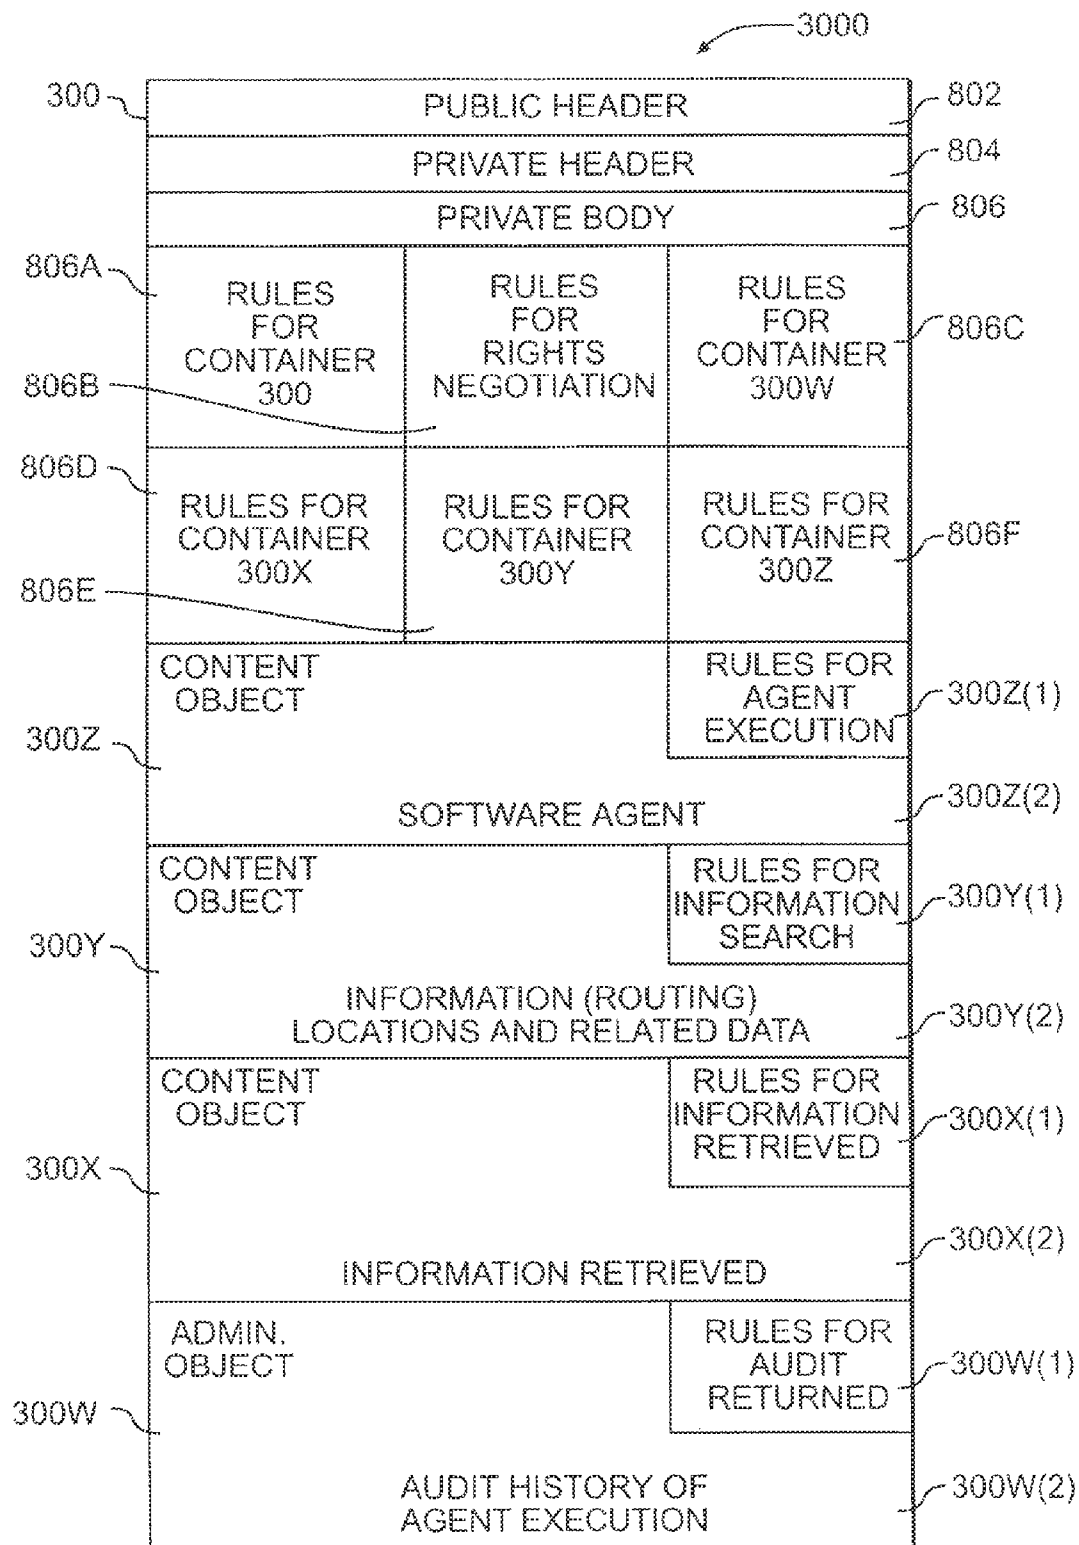 3000
300
PUBLIC HEADER
802
PRIVATE HEADER
804
PRIVATE BODY
806
806A
RULES
FOR
CONTAINER
300
806B
RULES
FOR
RIGHTS
NEGOTIATION
RULES
FOR
CONTAINER
300W
806C
806D
RULES FOR
CONTAINER
300X
806E
RULES FOR
CONTAINER
300Y
RULES FOR
CONTAINER
300Z
806F
CONTENT
OBJECT
RULES FOR
AGENT
EXECUTION
300Z(1)
300Z
SOFTWARE AGENT
300Z(2)
CONTENT
OBJECT
RULES FOR
INFORMATION
SEARCH
300Y(1)
300Y
INFORMATION (ROUTING)
LOCATIONS AND RELATED DATA
300Y(2)
CONTENT
OBJECT
RULES FOR
INFORMATION
RETRIEVED
300X(1)
300X
INFORMATION RETRIEVED
300X(2)
ADMIN.
OBJECT
RULES FOR
AUDIT
RETURNED
300W(1)
300W
AUDIT HISTORY OF
AGENT EXECUTION
300W(2)